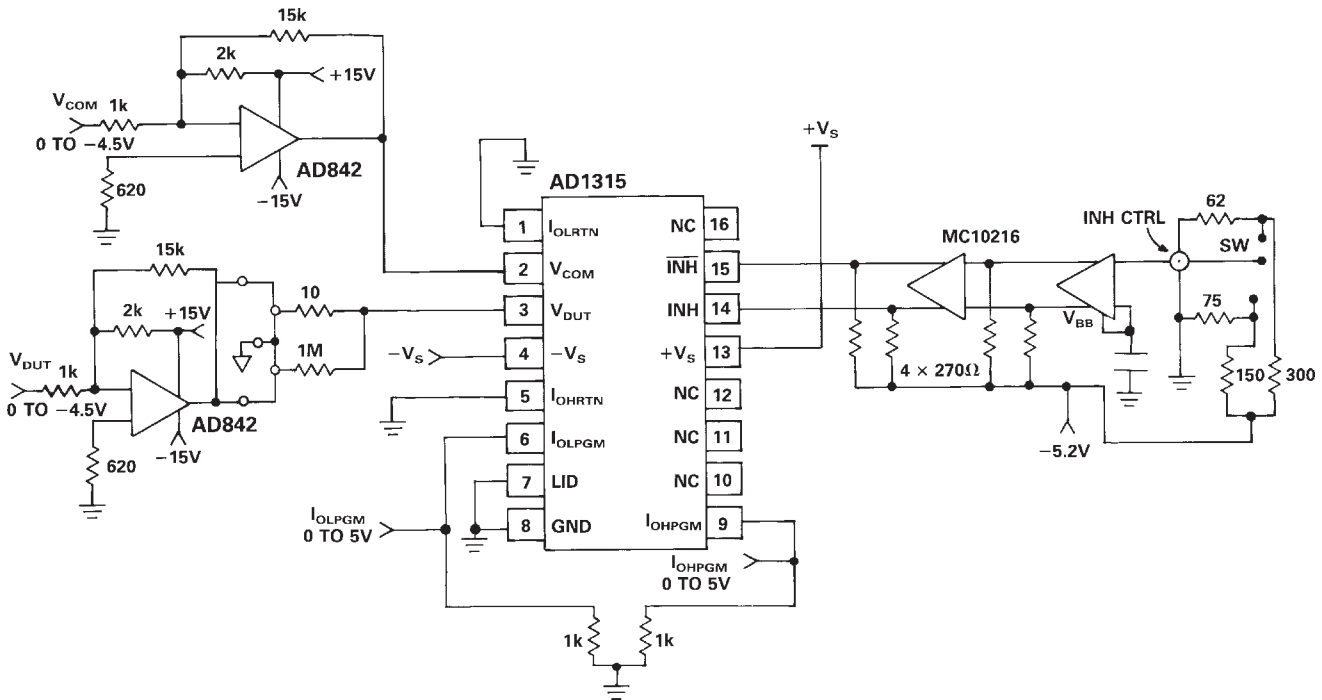 15k
2k
+15V
V_COM 1k
0 TO −4.5V
AD842
620
−15V
15k
2k
+15V
V_DUT
1k
0 TO −4.5V
AD842
−15V
620
10
1M
−V_S
I_OLPGM
0 TO 5V
AD1315
1 I_OLRTN
2 V_COM
3 V_DUT
4 −V_S
5 I_OHRTN
6 I_OLPGM
7 LID
8 GND
NC 16
I̅N̅H̅ 15
INH 14
+V_S 13
NC 12
NC 11
NC 10
I_OHPGM 9
I_OHPGM
0 TO 5V
1k
1k
+V_S
MC10216
4 × 270Ω
V_BB
−5.2V
INH CTRL
62
SW
75
150
300